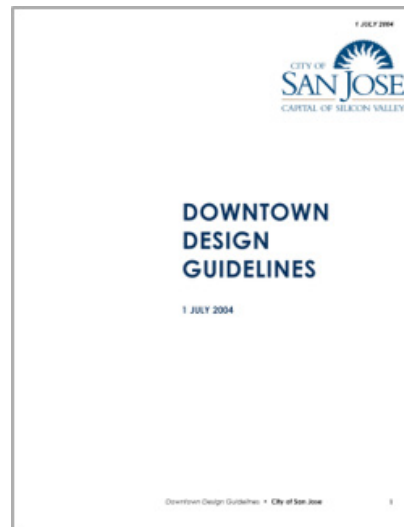 1 JULY 2004
CITY OF
SAN JOSE
CAPITAL OF SILICON VALLEY
DOWNTOWN
DESIGN
GUIDELINES
1 JULY 2004
Downtown Design Guidelines • City of San Jose 1